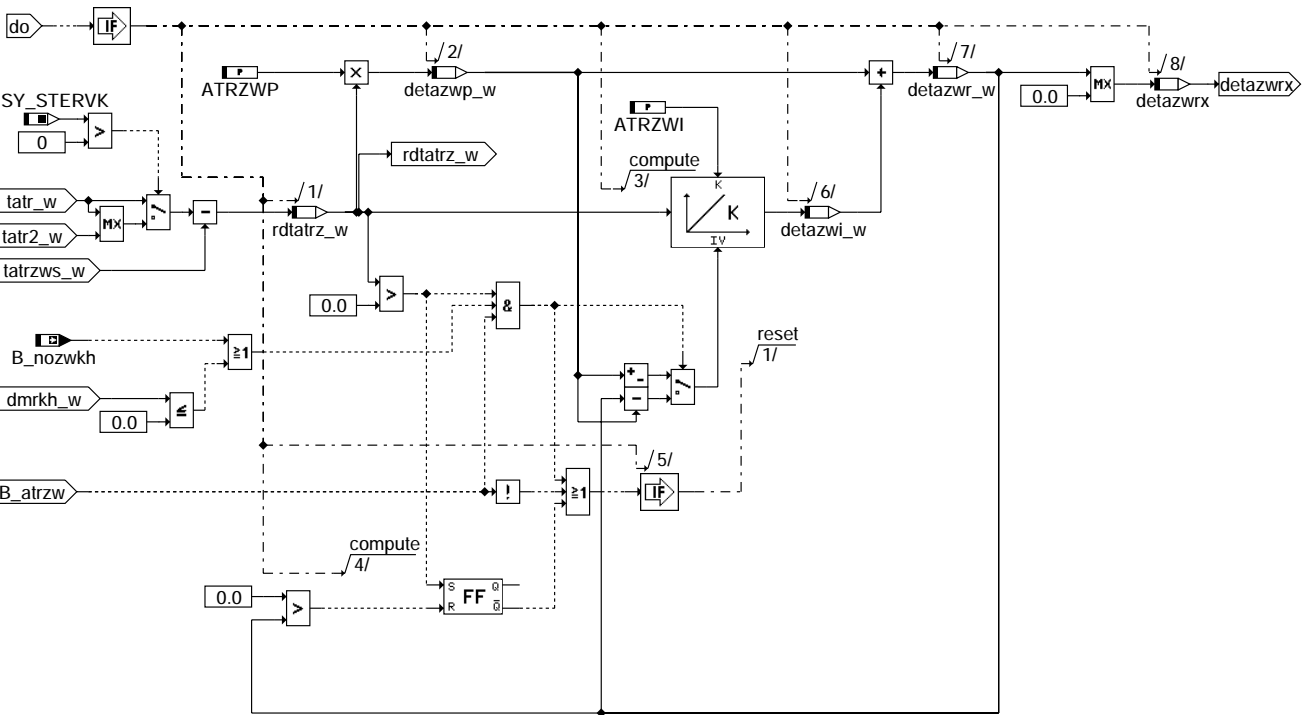 do
IF
/2/
/7/
/8/
P
ATRZWP
×
detazwp_w
+
detazwr_w
0.0
MX
detazwrx
detazwrx
SY_STERVK
0
>
P
ATRZWI
rdtatrz_w
compute
3/
/1/
/6/
tatr_w
MX
tatr2_w
-
rdtatrz_w
K
K
IV
detazwi_w
tatrzws_w
0.0
>
&
B_nozwkh
≥1
reset
1/
dmrkh_w
0.0
≤
+
-
-
/5/
B_atrzw
!
≥1
IF
compute
4/
0.0
>
S Q
FF
R Q̅